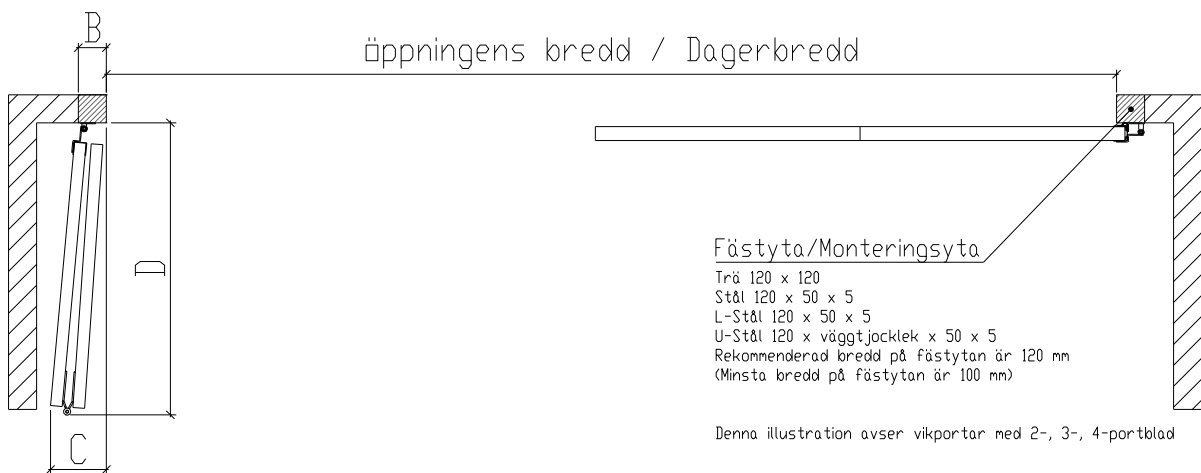 B
öppningens bredd / Dagerbredd
D
C
Fästyta/Monteringsyta
Trä 120 x 120
Stål 120 x 50 x 5
L-Stål 120 x 50 x 5
U-Stål 120 x väggtjocklek x 50 x 5
Rekommenderad bredd på fästytan är 120 mm
(Minsta bredd på fästytan är 100 mm)
Denna illustration avser vikportar med 2-, 3-, 4-portblad